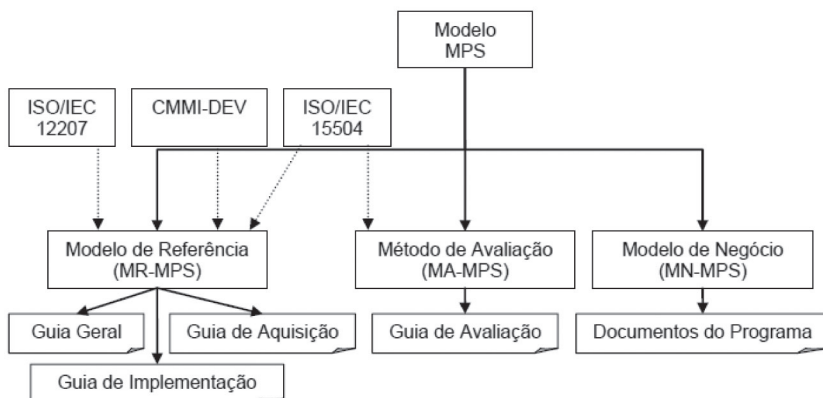 Modelo
MPS
ISO/IEC
12207
CMMI-DEV
ISO/IEC
15504
Modelo de Referência
(MR-MPS)
Método de Avaliação
(MA-MPS)
Modelo de Negócio
(MN-MPS)
Guia Geral
Guia de Aquisição
Guia de Avaliação
Documentos do Programa
Guia de Implementação